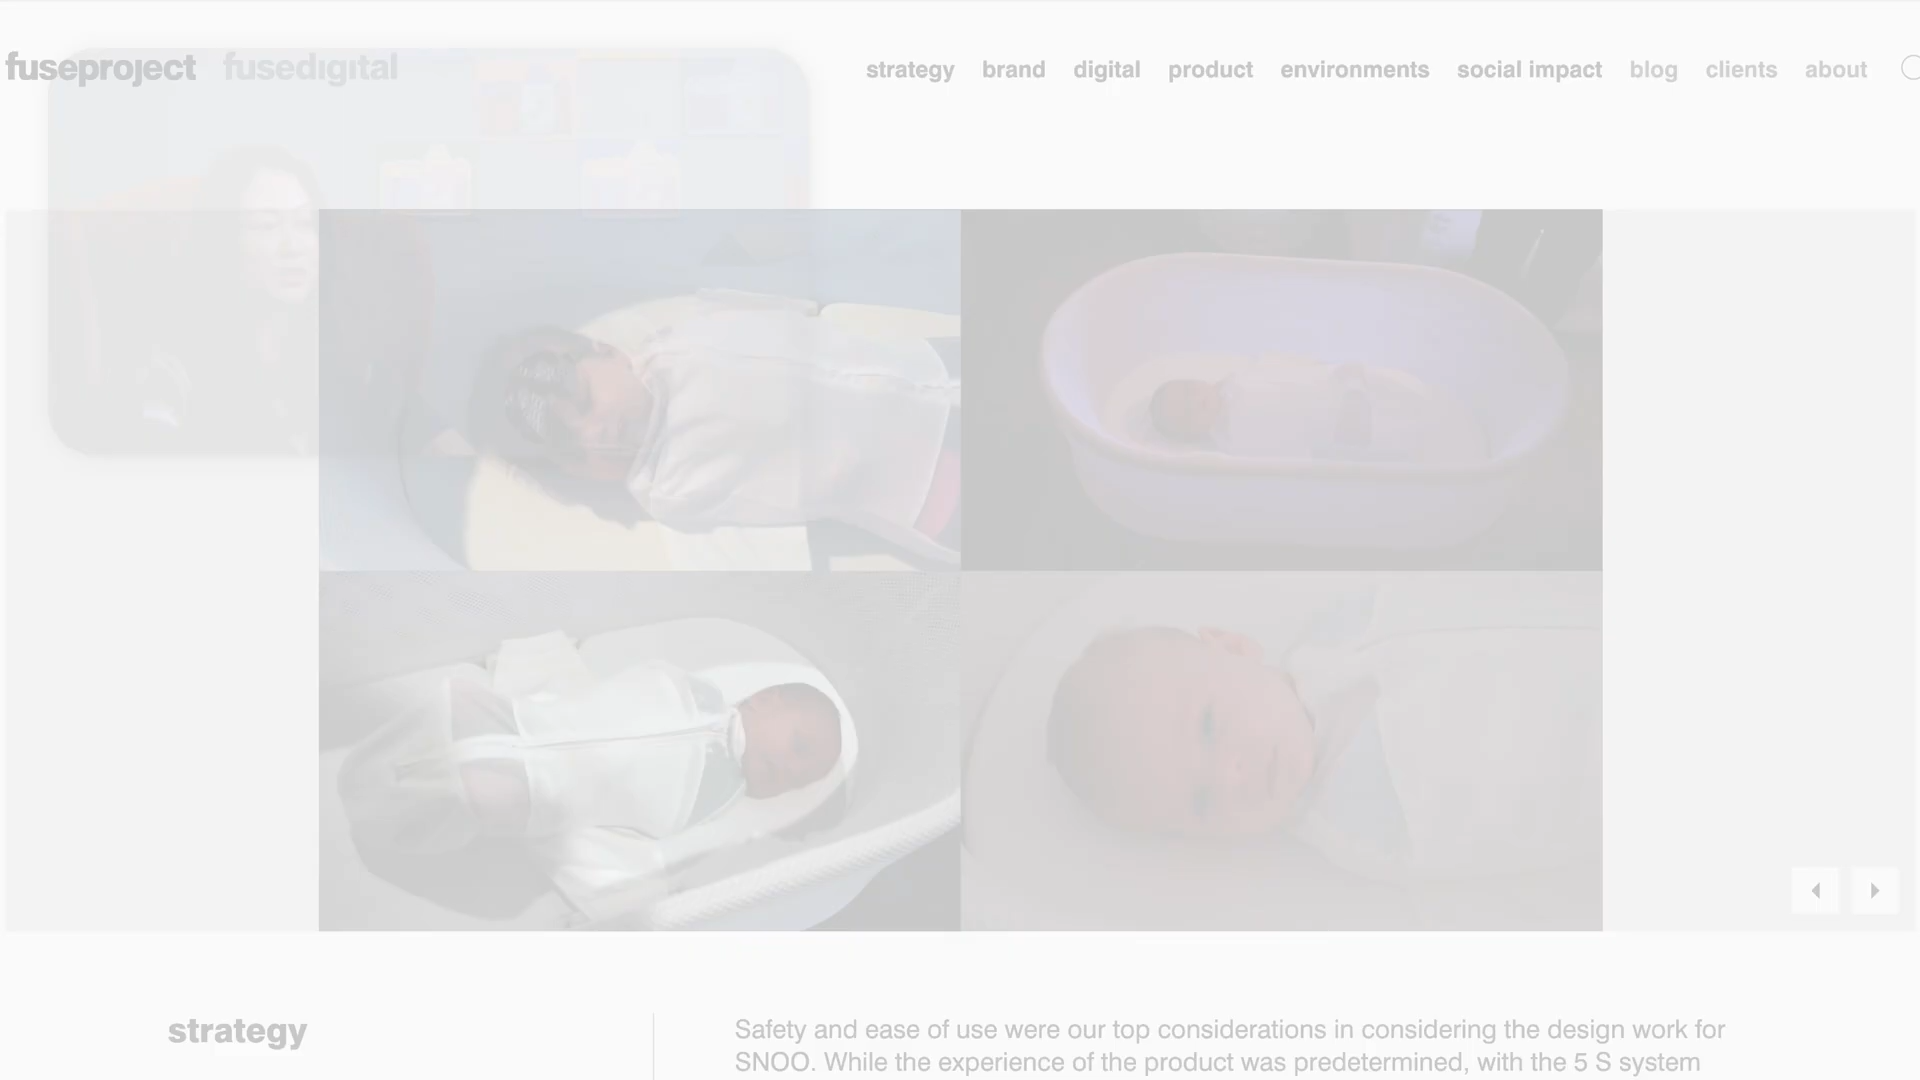 fuseproject fusedigital strategy brand digital product environments social impact blog clients about
strategy
Safety and ease of use were our top considerations in considering the design work for
SNOO. While the experience of the product was predetermined, with the 5 S system